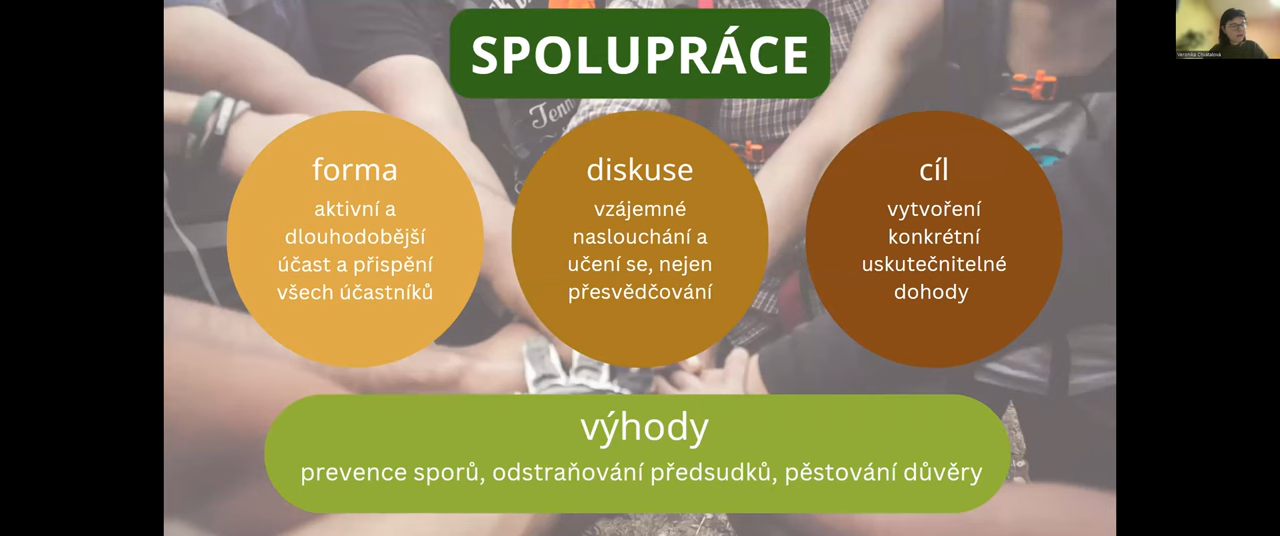 SPOLUPRÁCE
forma
aktivní a
dlouhodobější
účast a přispění
všech účastníků
diskuse
vzájemné
naslouchání a
učení se, nejen
přesvědčování
cíl
vytvoření
konkrétní
uskutečnitelné
dohody
výhody
prevence sporů, odstraňování předsudků, pěstování důvěry